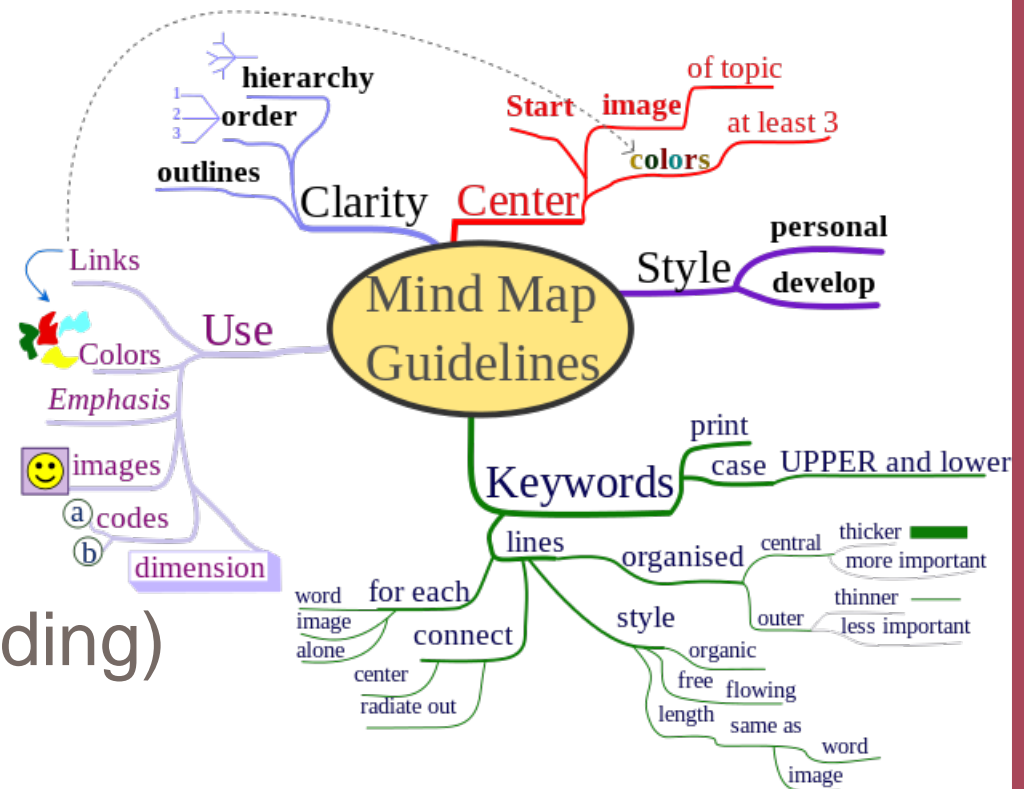 Mind Map
Guidelines
Clarity
hierarchy
order
1
2
3
outlines
Center
Start
image
of topic
colors
at least 3
Style
personal
develop
Use
Links
Colors
Emphasis
images
codes
a
b
dimension
Keywords
print
case
UPPER and lower
lines
organised
central
thicker
more important
outer
thinner
less important
style
organic
free
flowing
length
same as
word
image
connect
center
radiate out
for each
word
image
alone
ding)